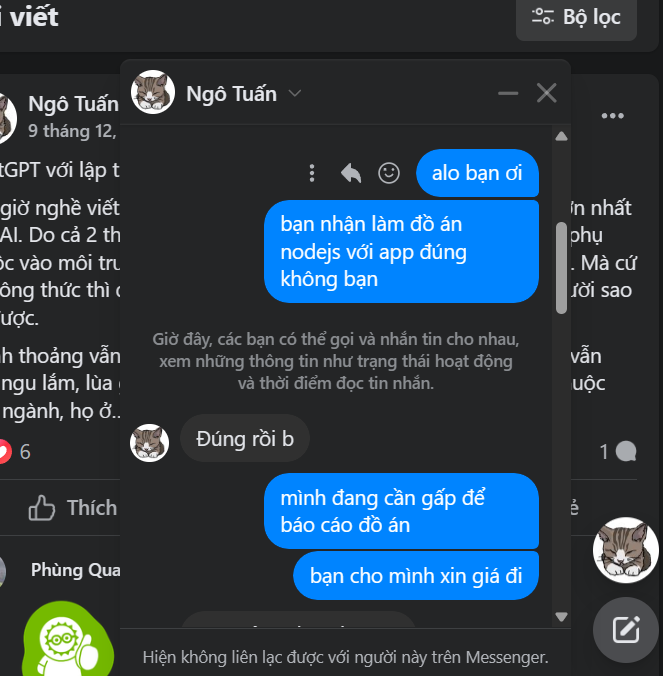 i viết
Bộ lọc
Ngô Tuấn
9 tháng 12,
Ngô Tuấn
tGPT với lập t
giờ nghề viết
ơn nhất
AI. Do cả 2 th
phụ
ộc vào môi trư
. Mà cứ
ông thức thì c
ười sao
ược.
nh thoảng vẫn
vẫn
ngu lắm, lùa g
uộc
ngành, họ ở..
6
1
Thích
Phùng Qua
alo bạn ơi
bạn nhận làm đồ án
nodejs với app đúng
không bạn
Giờ đây, các bạn có thể gọi và nhắn tin cho nhau,
xem những thông tin như trạng thái hoạt động
và thời điểm đọc tin nhắn.
Đúng rồi b
mình đang cần gấp để
báo cáo đồ án
bạn cho mình xin giá đi
Hiện không liên lạc được với người này trên Messenger.